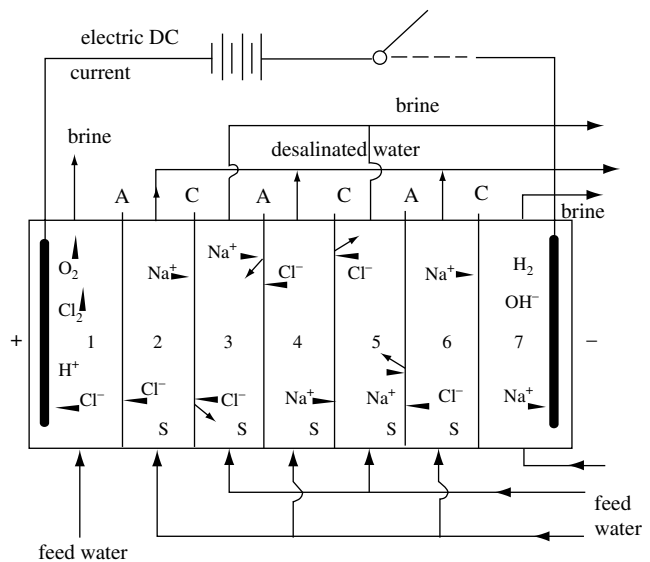 electric DC
current
brine
brine
desalinated water
A C A C A C
brine
O₂
Na⁺
Cl⁻
Cl⁻
Na⁺
Na⁺
H₂
Cl₂
OH⁻
+ 1 2 3 4 5 6 7 −
H⁺
Cl⁻
Cl⁻
Cl⁻
Na⁺
Na⁺
Cl⁻
Na⁺
S S S S S
feed
water
feed water